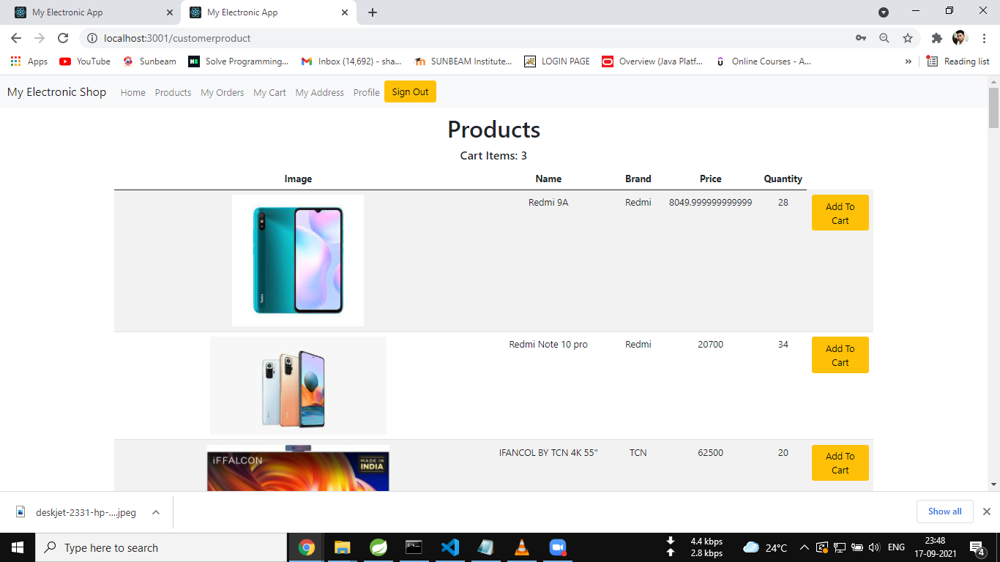 My Electronic App
My Electronic App
localhost:3001/customerproduct
Apps YouTube Sunbeam Solve Programming... Inbox (14,692) - sha... SUNBEAM Institute... LOGIN PAGE Overview (Java Platf... Online Courses - A... » Reading list
My Electronic Shop Home Products My Orders My Cart My Address Profile Sign Out
Products
Cart Items: 3
Image Name Brand Price Quantity
Redmi 9A Redmi 8049.999999999999 28 Add To
Cart
Redmi Note 10 pro Redmi 20700 34 Add To
Cart
iFFALCON
MADE IN
INDIA
IFANCOL BY TCN 4K 55" TCN 62500 20 Add To
Cart
deskjet-2331-hp-....jpeg Show all
Type here to search
4.4 kbps
2.8 kbps
24°C ENG
23:48
17-09-2021
4